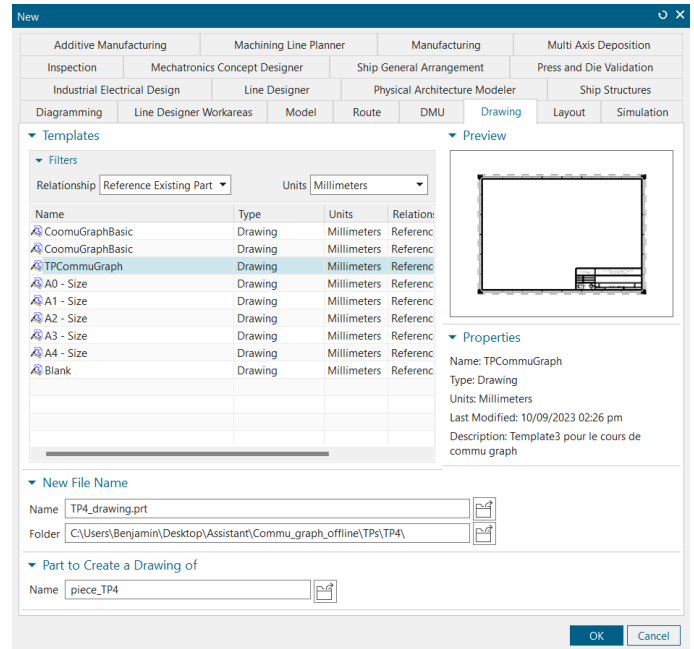 New
Additive Manufacturing Machining Line Planner Manufacturing Multi Axis Deposition
Inspection Mechatronics Concept Designer Ship General Arrangement Press and Die Validation
Industrial Electrical Design Line Designer Physical Architecture Modeler Ship Structures
Diagramming Line Designer Workareas Model Route DMU Drawing Layout Simulation
Templates
Filters
Relationship Reference Existing Part Units Millimeters
Name Type Units Relations
CoomuGraphBasic Drawing Millimeters Referenc
CoomuGraphBasic Drawing Millimeters Referenc
TPCommuGraph Drawing Millimeters Referenc
A0 - Size Drawing Millimeters Referenc
A1 - Size Drawing Millimeters Referenc
A2 - Size Drawing Millimeters Referenc
A3 - Size Drawing Millimeters Referenc
A4 - Size Drawing Millimeters Referenc
Blank Drawing Millimeters Referenc
Preview
Properties
Name: TPCommuGraph
Type: Drawing
Units: Millimeters
Last Modified: 10/09/2023 02:26 pm
Description: Template3 pour le cours de
commu graph
New File Name
Name TP4_drawing.prt
Folder C:\Users\Benjamin\Desktop\Assistant\Commu_graph_offline\TPs\TP4\
Part to Create a Drawing of
Name piece_TP4
OK Cancel